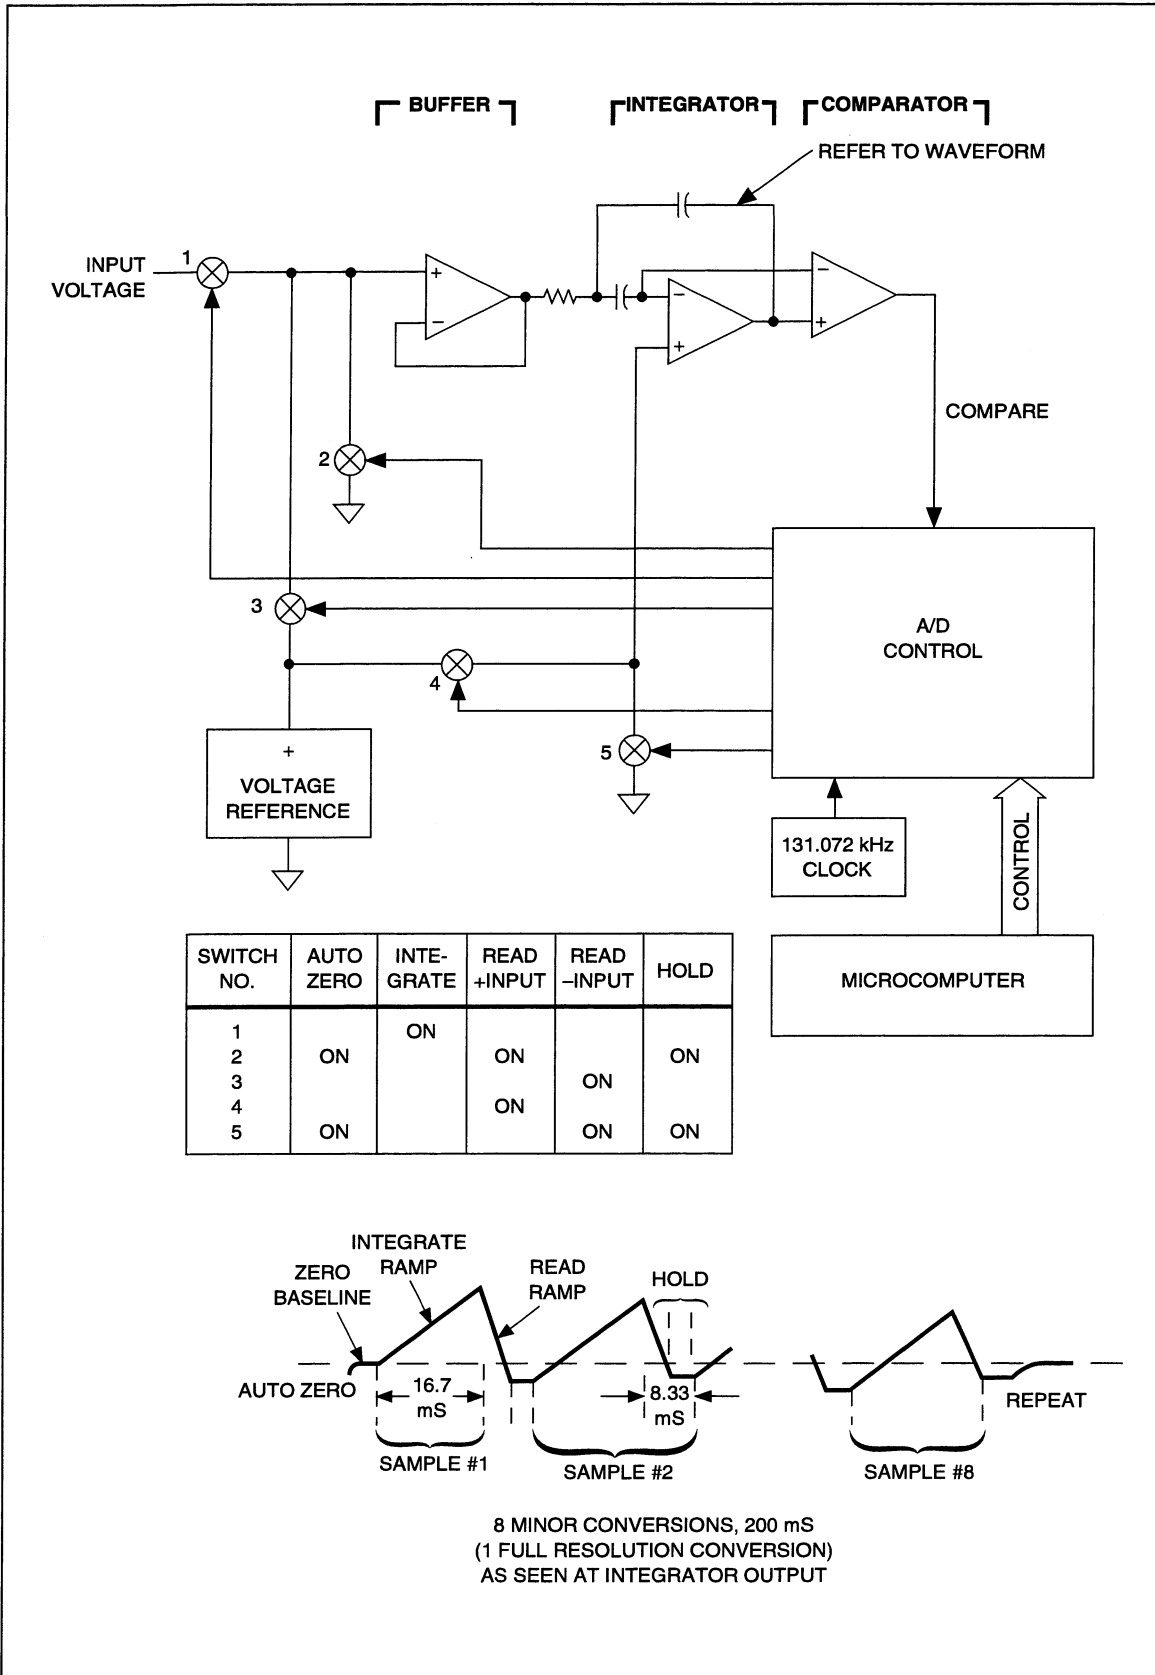 BUFFER
INTEGRATOR
COMPARATOR
REFER TO WAVEFORM
INPUT
VOLTAGE
1
+
−
−
+
−
+
COMPARE
2
3
A/D
CONTROL
4
5
+
VOLTAGE
REFERENCE
131.072 kHz
CLOCK
CONTROL
MICROCOMPUTER
SWITCH NO. AUTO ZERO INTE-GRATE READ +INPUT READ −INPUT HOLD
1 ON
2 ON ON ON
3 ON
4 ON
5 ON ON ON
INTEGRATE
RAMP
ZERO
BASELINE
READ
RAMP
HOLD
AUTO ZERO
16.7
mS
8.33
mS
REPEAT
SAMPLE #1
SAMPLE #2
SAMPLE #8
8 MINOR CONVERSIONS, 200 mS
(1 FULL RESOLUTION CONVERSION)
AS SEEN AT INTEGRATOR OUTPUT